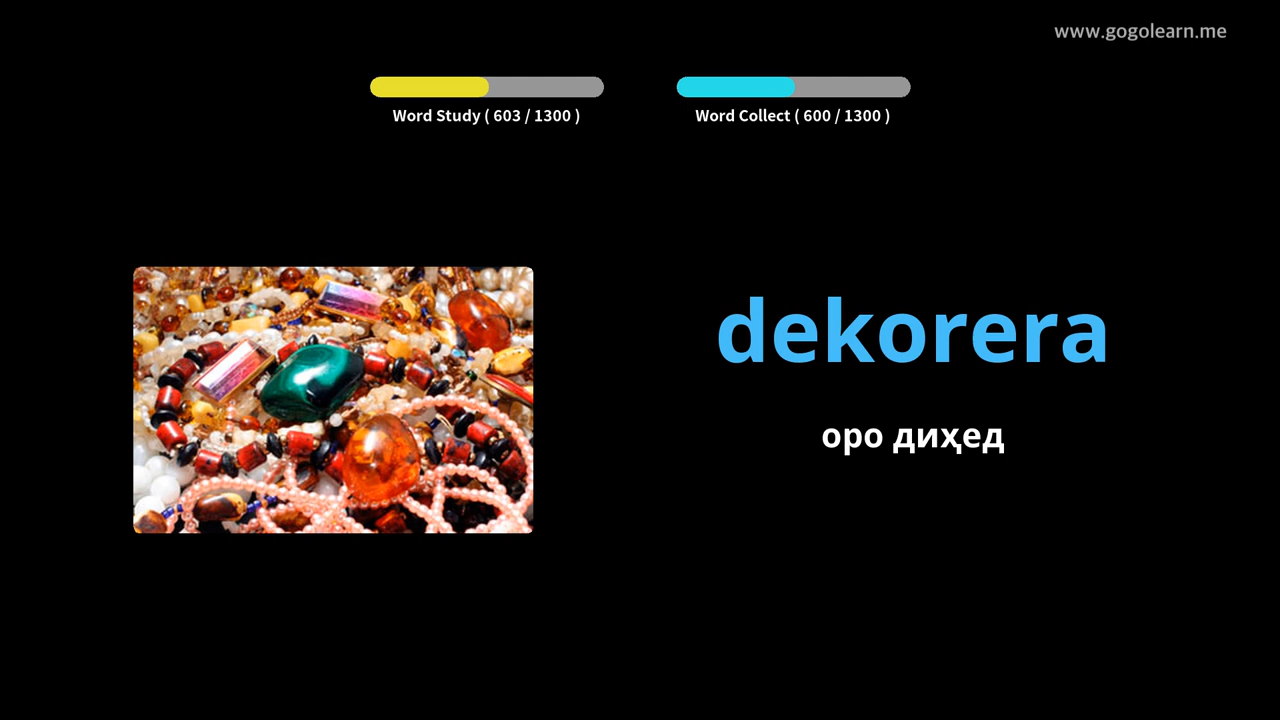 www.gogolearn.me
Word Study ( 603 / 1300 )
Word Collect ( 600 / 1300 )
dekorera
оро диҳед